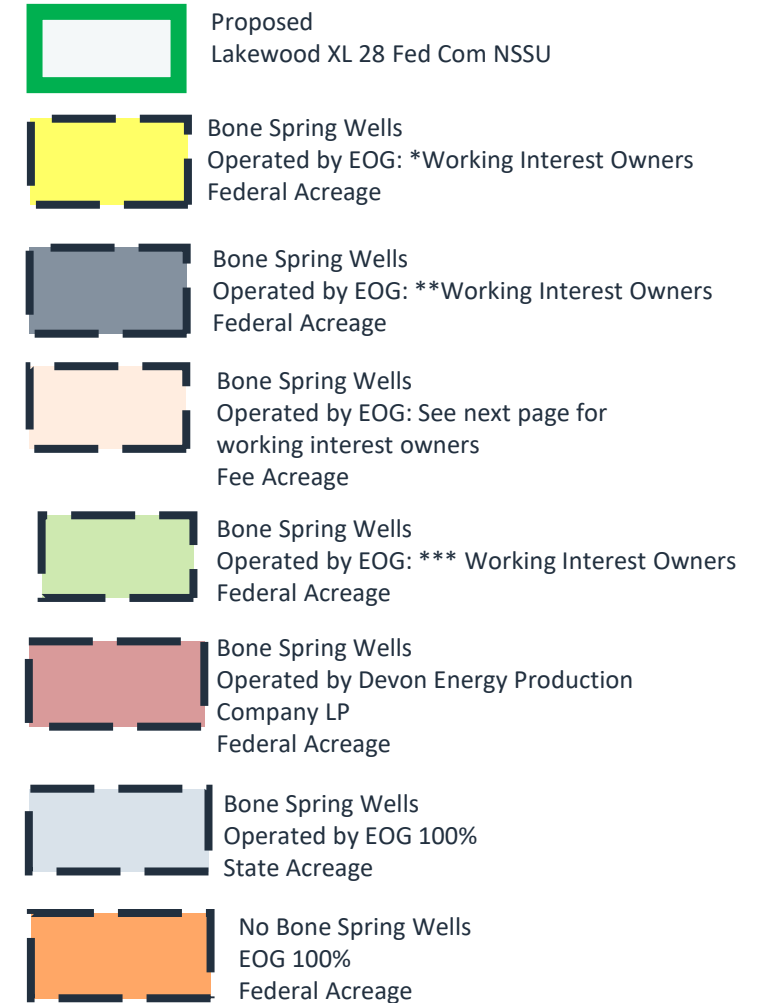 Proposed
Lakewood XL 28 Fed Com NSSU
Bone Spring Wells
Operated by EOG: *Working Interest Owners
Federal Acreage
Bone Spring Wells
Operated by EOG: **Working Interest Owners
Federal Acreage
Bone Spring Wells
Operated by EOG: See next page for
working interest owners
Fee Acreage
Bone Spring Wells
Operated by EOG: *** Working Interest Owners
Federal Acreage
Bone Spring Wells
Operated by Devon Energy Production
Company LP
Federal Acreage
Bone Spring Wells
Operated by EOG 100%
State Acreage
No Bone Spring Wells
EOG 100%
Federal Acreage